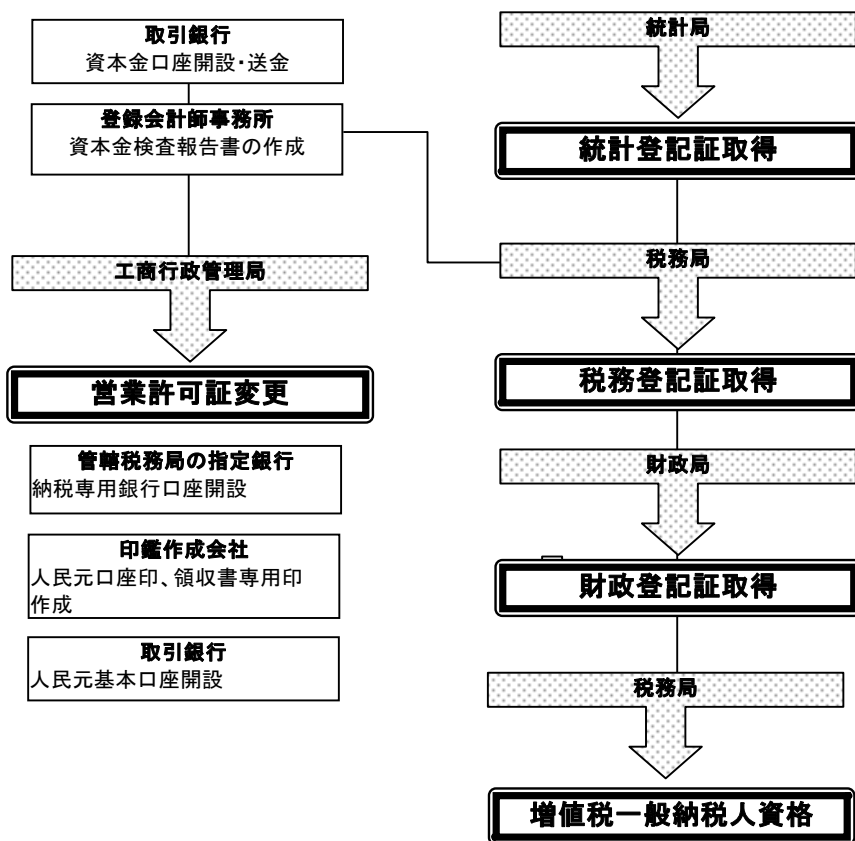 取引銀行
資本金口座開設・送金
登録会計師事務所
資本金検査報告書の作成
工商行政管理局
営業許可証変更
管轄税務局の指定銀行
納税専用銀行口座開設
印鑑作成会社
人民元口座印、領収書専用印
作成
取引銀行
人民元基本口座開設
統計局
統計登記証取得
税務局
税務登記証取得
財政局
財政登記証取得
税務局
増値税一般納税人資格